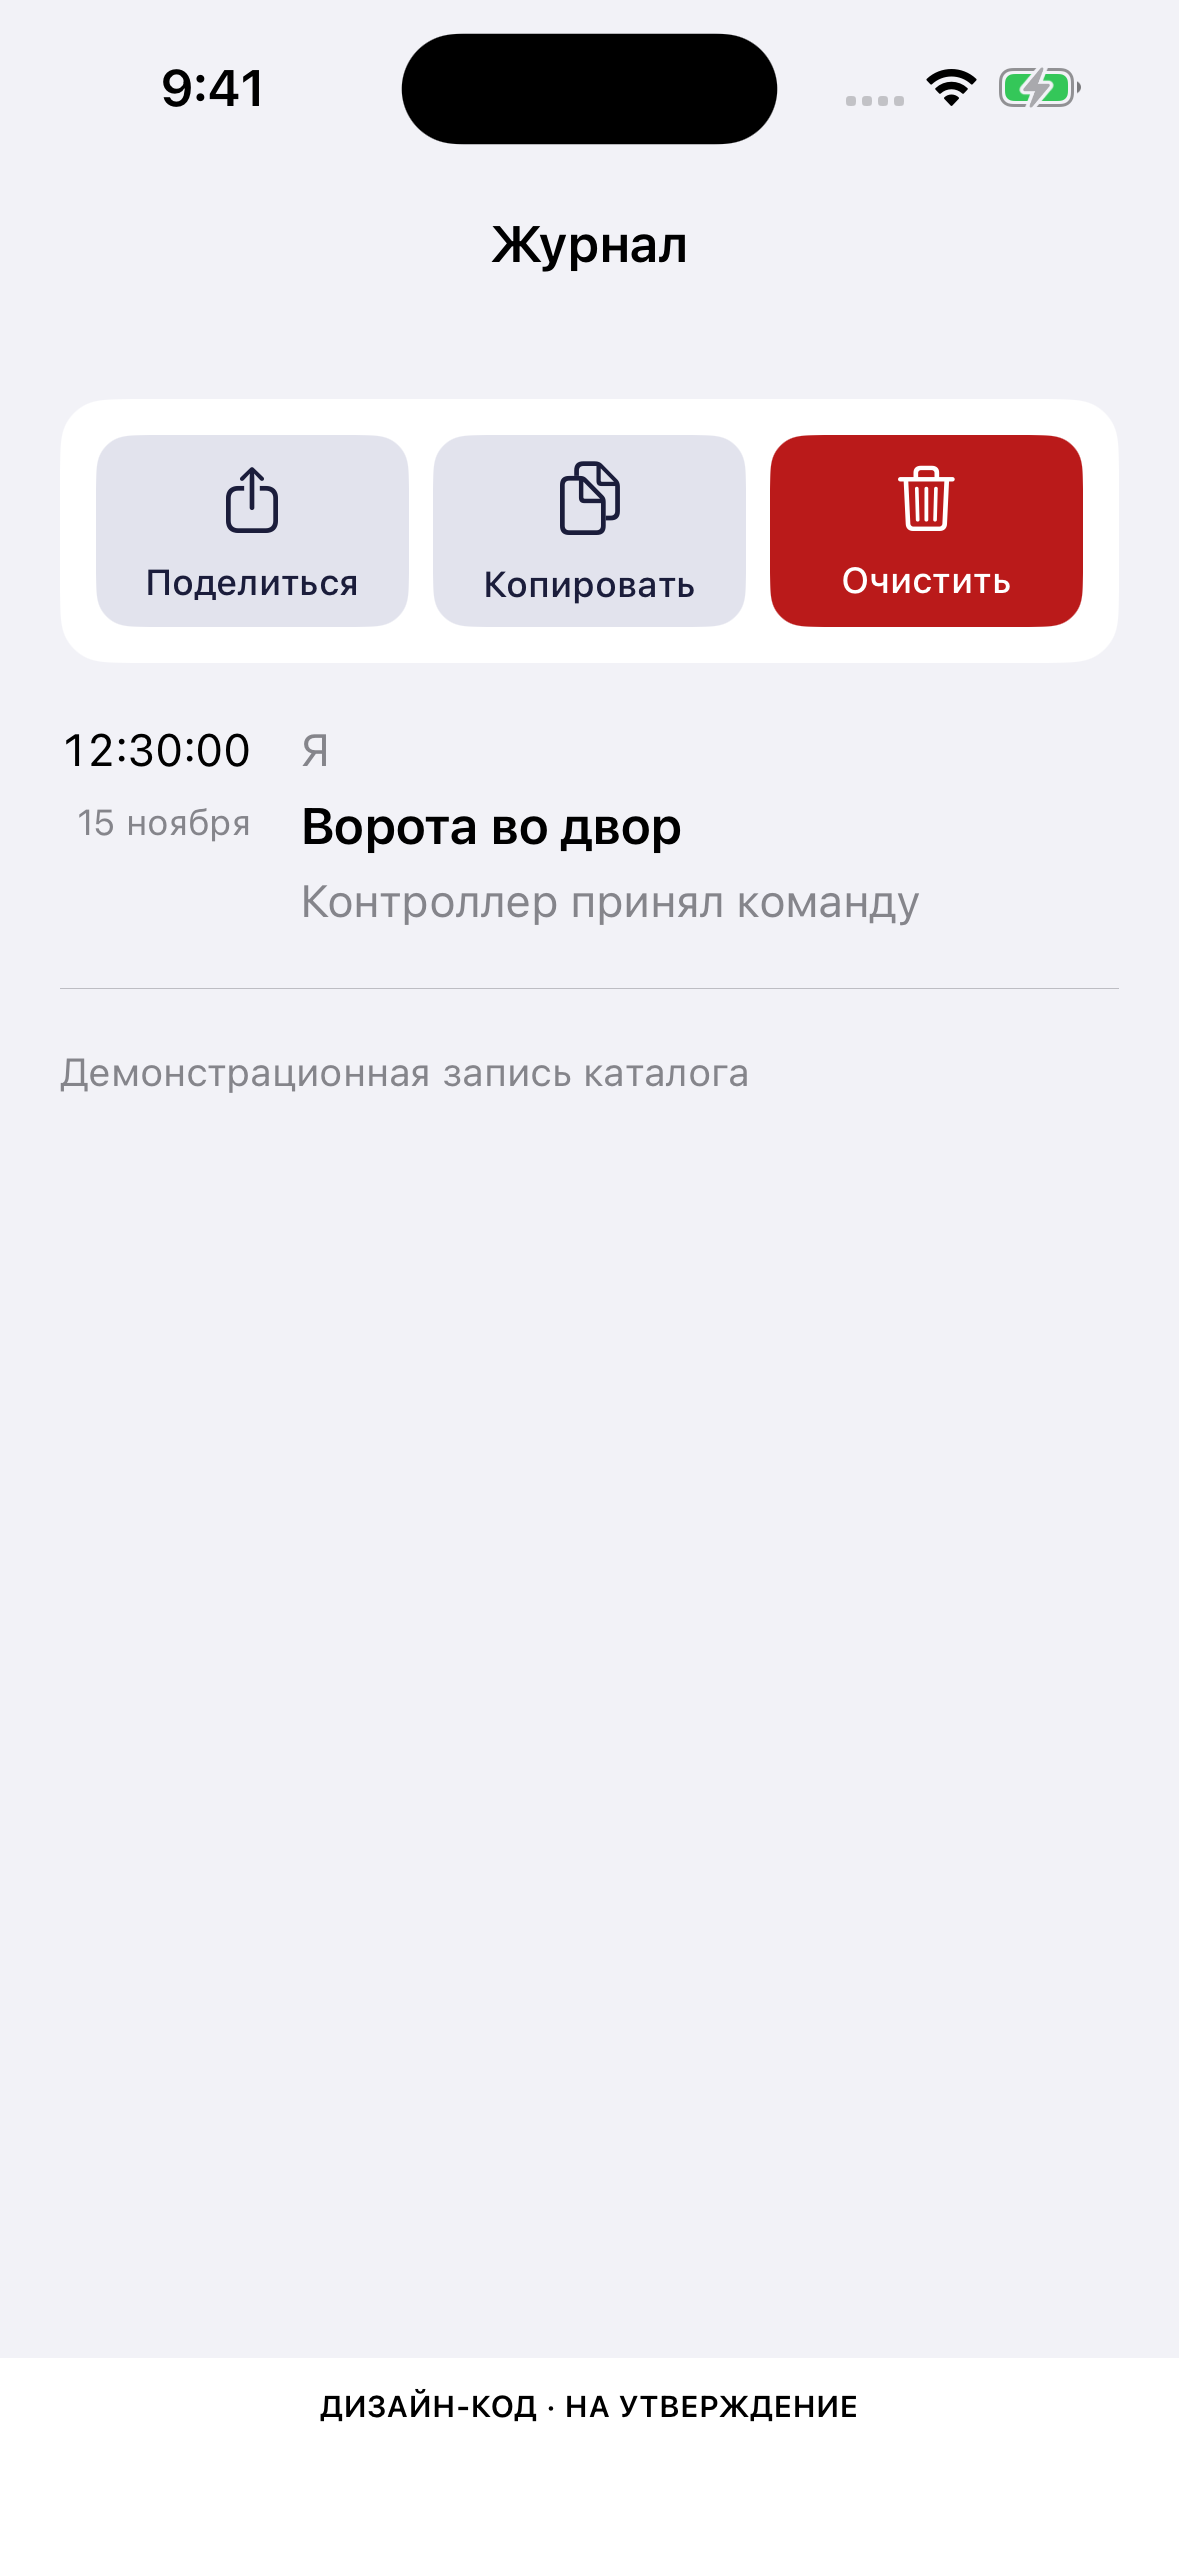 9:41
Журнал
Поделиться
Копировать
Очистить
12:30:00
Я
15 ноября
Ворота во двор
Контроллер принял команду
Демонстрационная запись каталога
ДИЗАЙН-КОД · НА УТВЕРЖДЕНИЕ